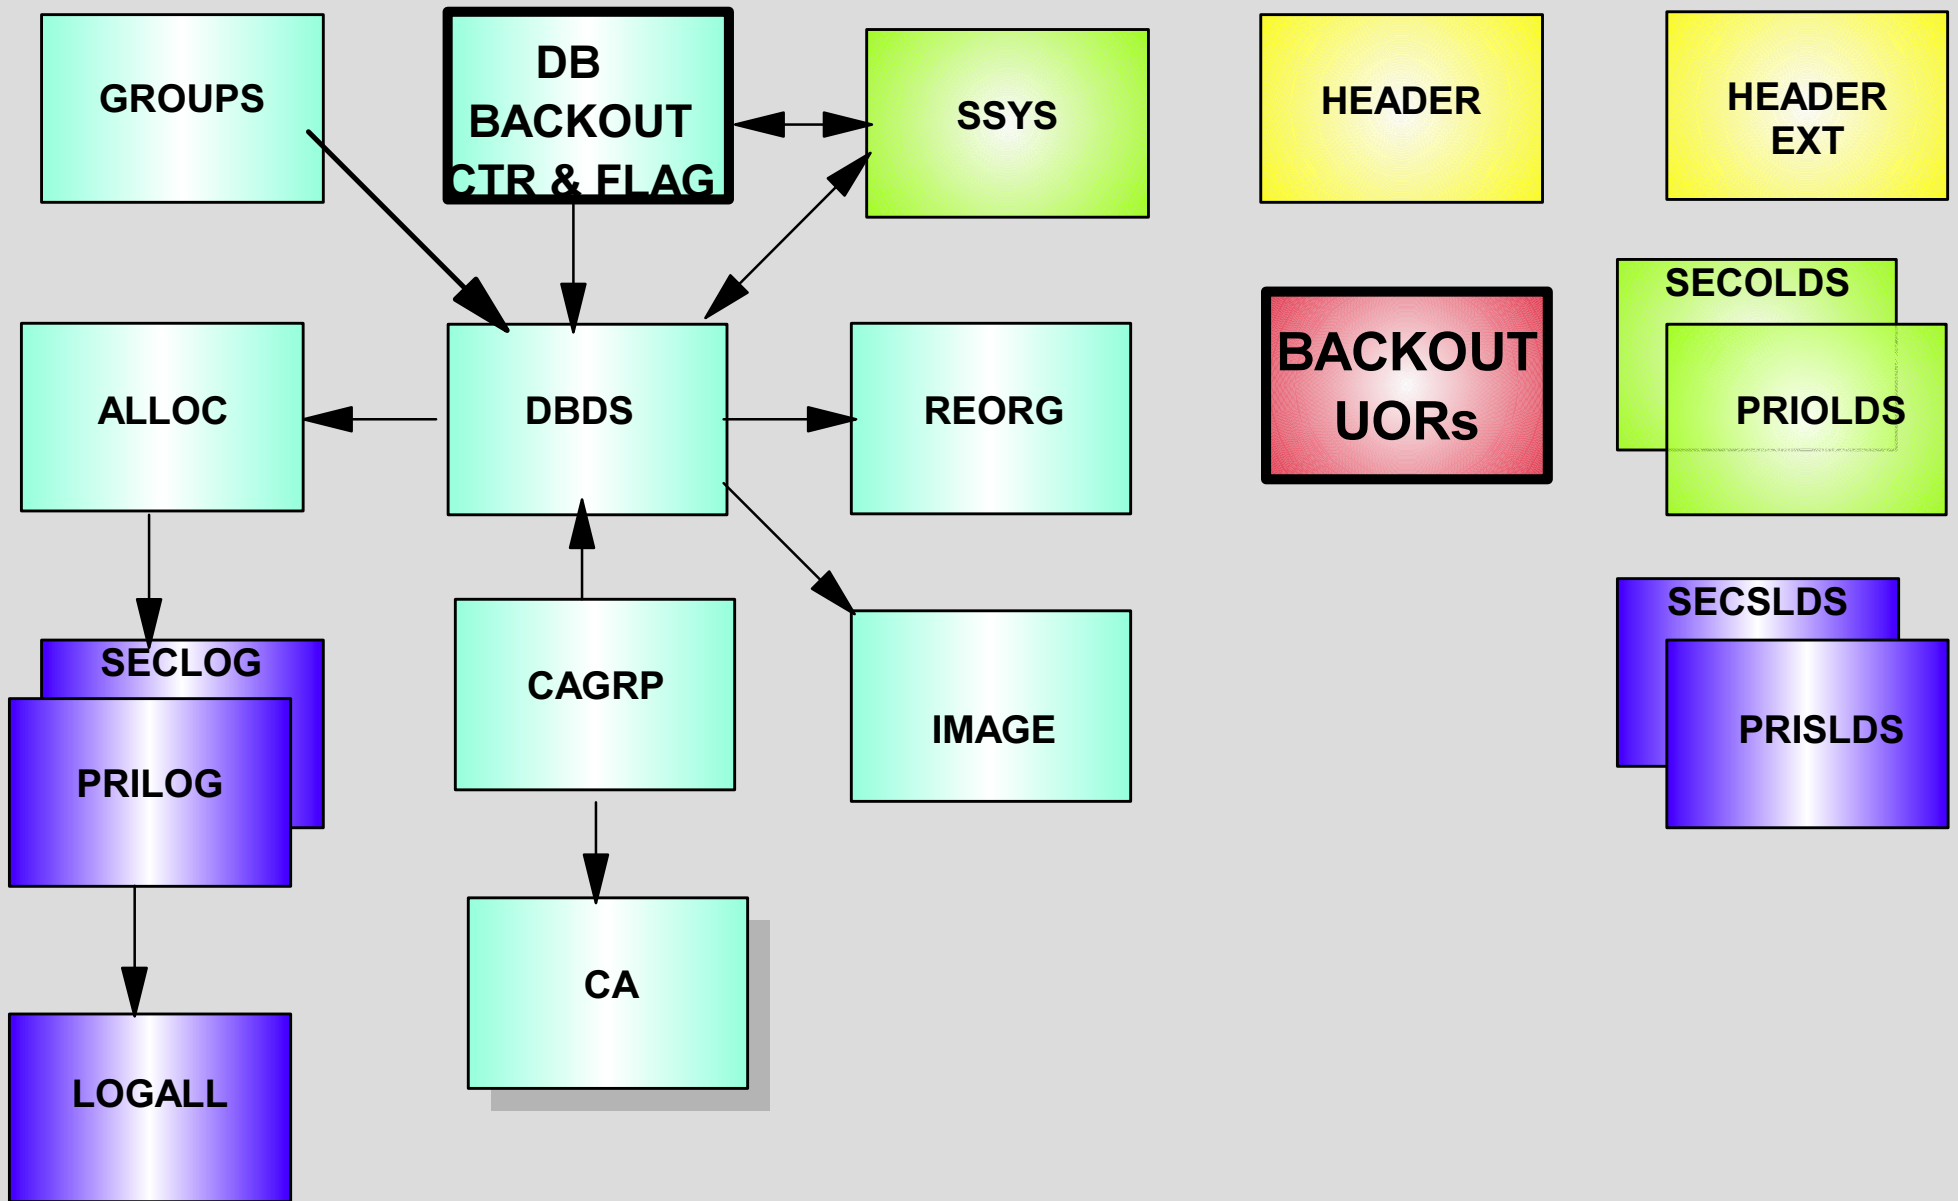 GROUPS
DB
BACKOUT
CTR & FLAG
SSYS
HEADER
HEADER
EXT
ALLOC
DBDS
REORG
BACKOUT
UORs
SECOLDS
PRIOLDS
SECLOG
PRILOG
CAGRP
IMAGE
SECSLDS
PRISLDS
CA
LOGALL